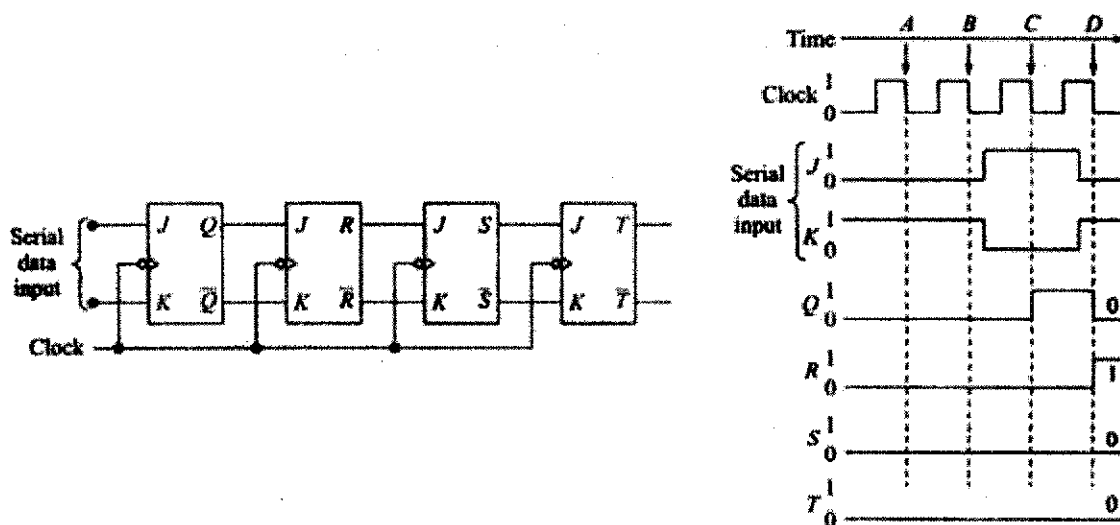 Serial
data
input
J Q
K Q̅
J R
K R̅
J S
K S̅
J T
K T̅
Clock
A B C D
Time
Clock 1
0
Serial
data
input
J 1
0
K 1
0
Q 1
0 0
R 1
0 1
S 1
0 0
T 1
0 0